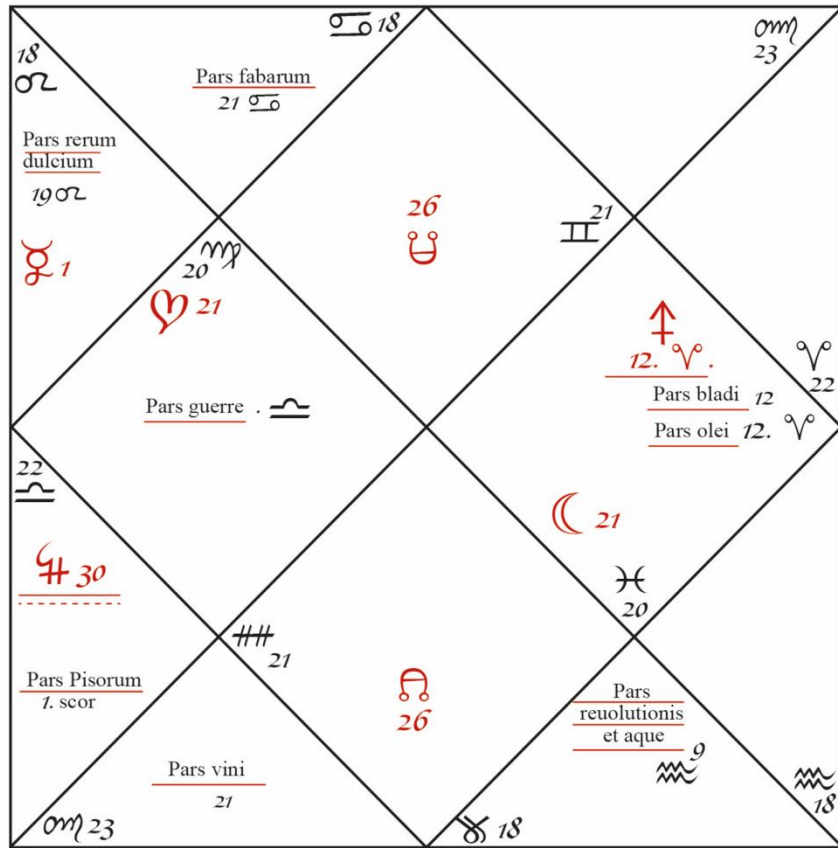 ♋ 18
♏
23
18
♌
Pars fabarum
21 ♋
Pars rerum
dulcium
19 ♌
26
☋
21
♊
☿ 1
20 ♍
21
12. ♈ .
♈
22
Pars bladi 12
Pars olei 12. ♈
Pars guerre . ♎
22
♎
30
☾ 21
♓
20
21
☊
26
Pars Pisorum
1. scor
Pars
reuolutionis
et aque
9
♒
Pars vini
21
♒
18
♏ 23
♑ 18